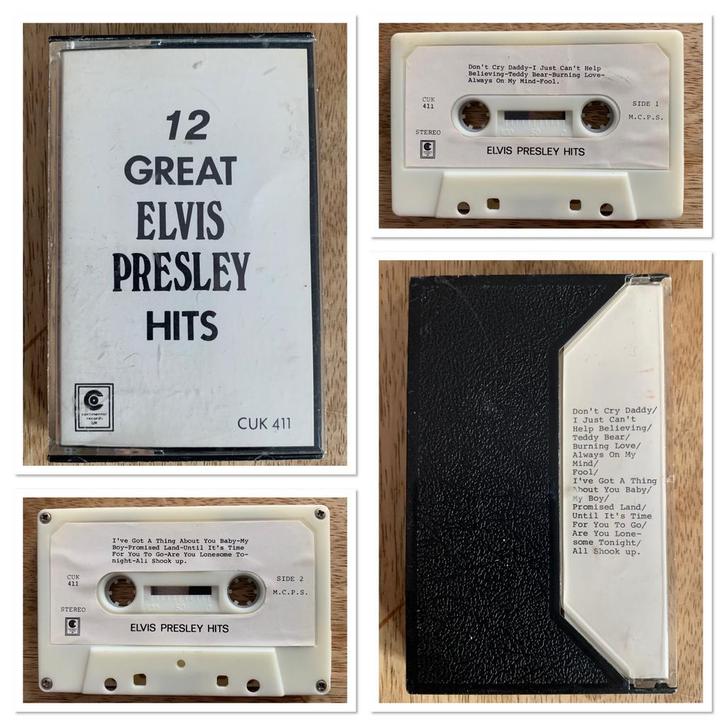 12
GREAT
ELVIS
PRESLEY
HITS
CUK 411
Don't Cry Daddy-I Just Can't Help
Believing-Teddy Bear-Burning Love-
Always On My Mind-Fool.
CUK
411
SIDE 1
M.C.P.S.
STEREO
ELVIS PRESLEY HITS
Don't Cry Daddy/
I Just Can't
Help Believing/
Teddy Bear/
Burning Love/
Always On My
Mind/
Fool/
I've Got A Thing
About You Baby/
My Boy/
Promised Land/
Until It's Time
For You To Go/
Are You Lone-
some Tonight/
All Shook up.
I've Got A Thing About You Baby-My
Boy-Promised Land-Until It's Time
For You To Go-Are You Lonesome To-
night-All Shook up.
CUK
411
SIDE 2
M.C.P.S.
STEREO
100 50
ELVIS PRESLEY HITS